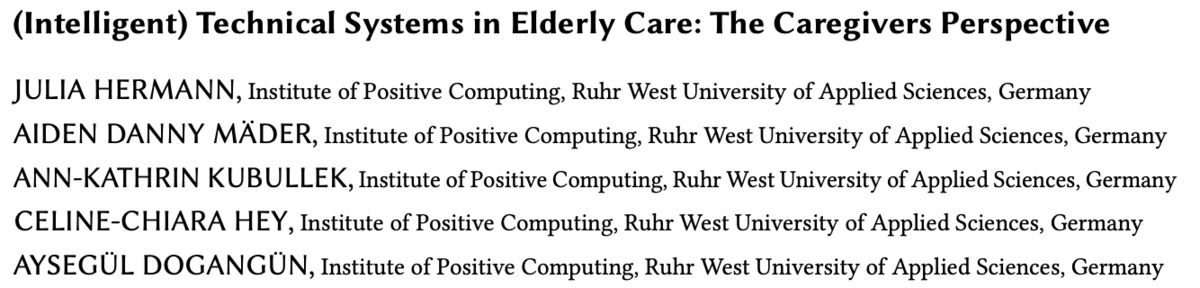 (Intelligent) Technical Systems in Elderly Care: The Caregivers Perspective
JULIA HERMANN, Institute of Positive Computing, Ruhr West University of Applied Sciences, Germany
AIDEN DANNY MÄDER, Institute of Positive Computing, Ruhr West University of Applied Sciences, Germany
ANN-KATHRIN KUBULLEK, Institute of Positive Computing, Ruhr West University of Applied Sciences, Germany
CELINE-CHIARA HEY, Institute of Positive Computing, Ruhr West University of Applied Sciences, Germany
AYSEGÜL DOGANGÜN, Institute of Positive Computing, Ruhr West University of Applied Sciences, Germany